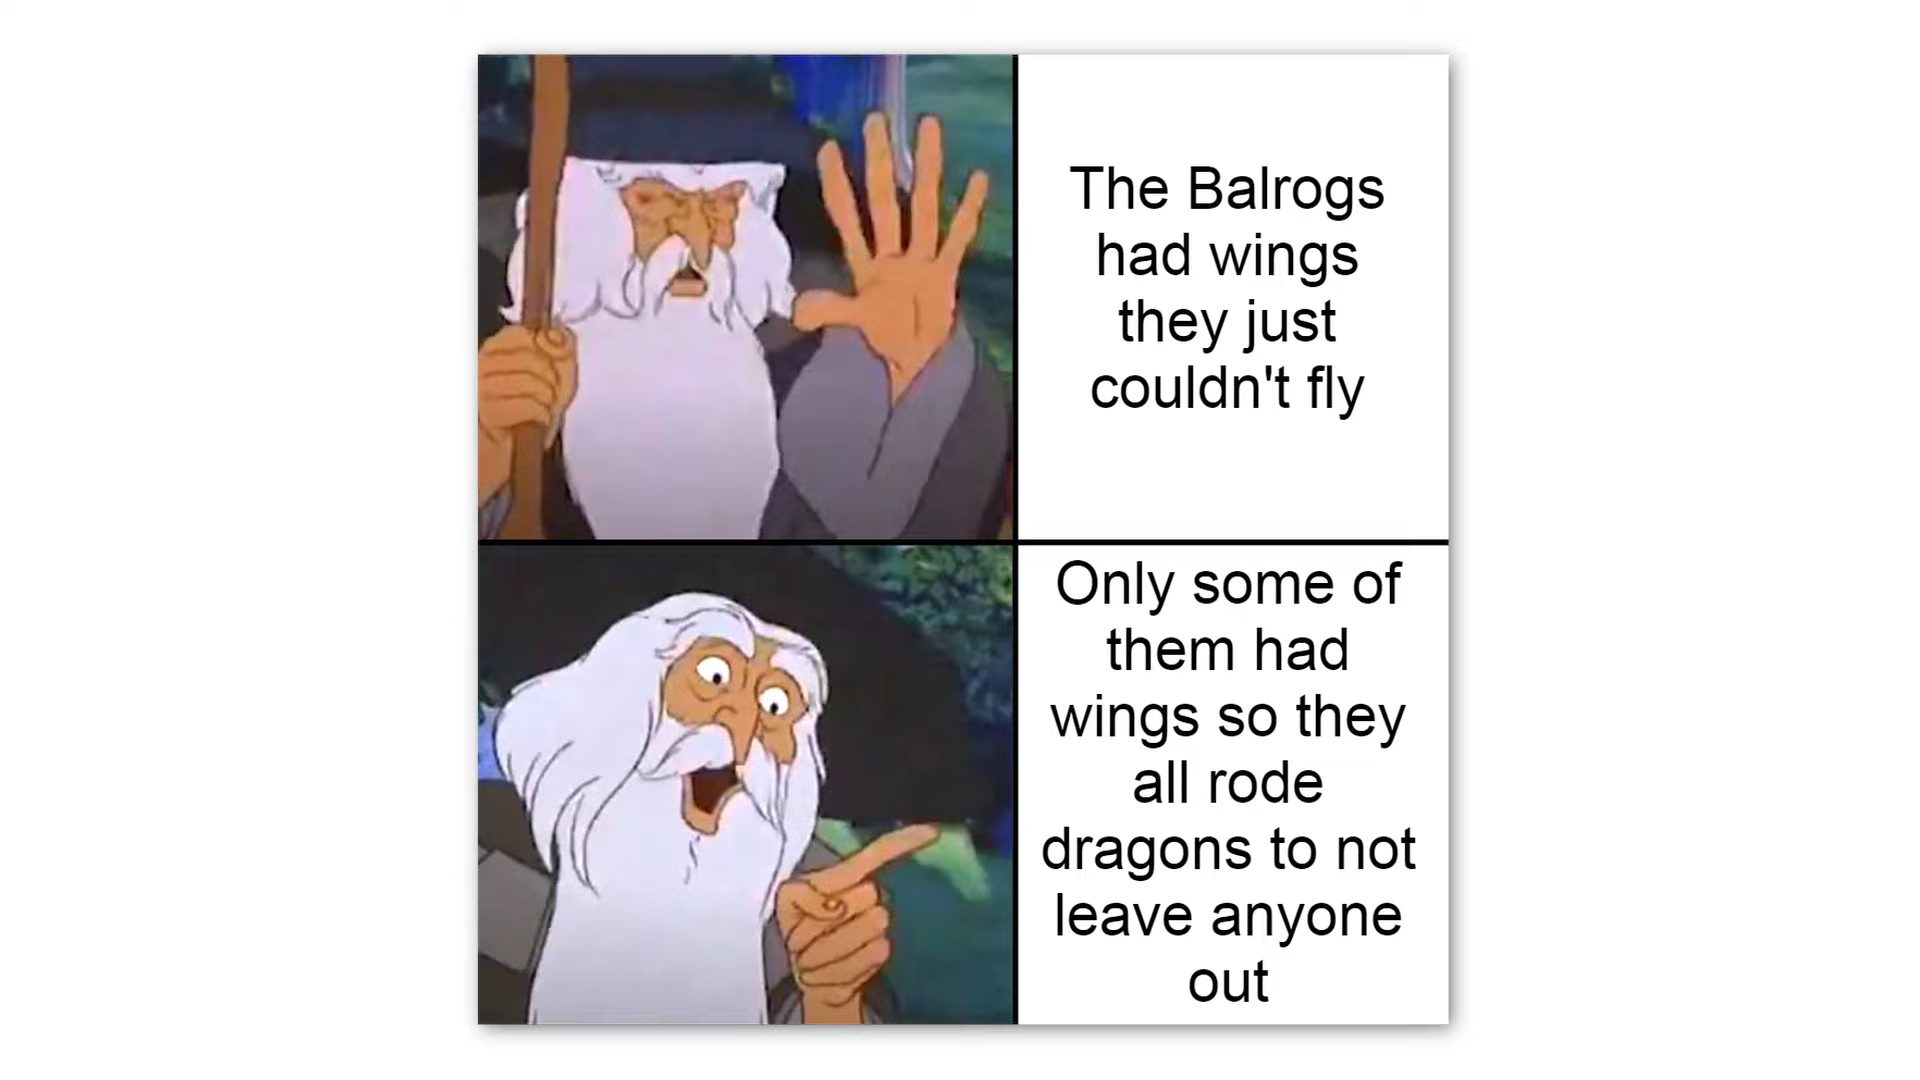 The Balrogs
had wings
they just
couldn't fly
Only some of
them had
wings so they
all rode
dragons to not
leave anyone
out